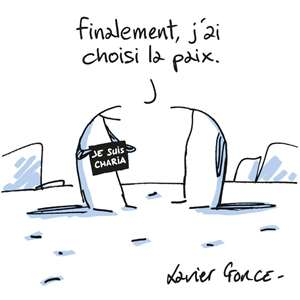 Finalement, j'ai
choisi la paix.
JE SUIS
CHARIA
Xavier GORCE-